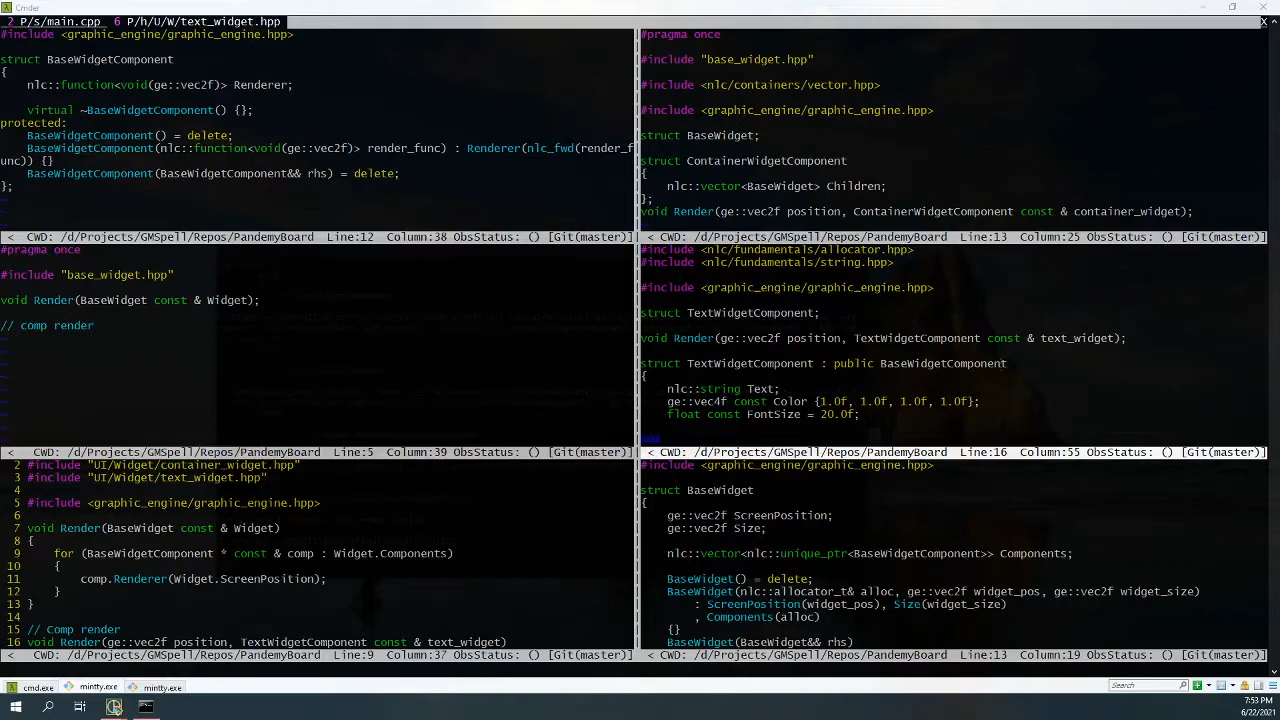 Cmder
2 P/s/main.cpp  6 P/h/U/W/text_widget.hpp  X
#include <graphic_engine/graphic_engine.hpp>
struct BaseWidgetComponent
{
nlc::function<void(ge::vec2f)> Renderer;
virtual ~BaseWidgetComponent() {};
protected:
BaseWidgetComponent() = delete;
BaseWidgetComponent(nlc::function<void(ge::vec2f)> render_func) : Renderer(nlc_fwd(render_f
unc)) {}
BaseWidgetComponent(BaseWidgetComponent&& rhs) = delete;
};
~
~
< CWD: /d/Projects/GMSpell/Repos/PandemyBoard  Line:12  Column:38 ObsStatus: () [Git(master)]
#pragma once
#include "base_widget.hpp"
#include <nlc/containers/vector.hpp>
#include <graphic_engine/graphic_engine.hpp>
struct BaseWidget;
struct ContainerWidgetComponent
{
nlc::vector<BaseWidget> Children;
};
void Render(ge::vec2f position, ContainerWidgetComponent const & container_widget);
< CWD: /d/Projects/GMSpell/Repos/PandemyBoard  Line:13  Column:25 ObsStatus: () [Git(master)]
#pragma once
#include "base_widget.hpp"
void Render(BaseWidget const & Widget);
// comp render
< CWD: /d/Projects/GMSpell/Repos/PandemyBoard  Line:5  Column:39 ObsStatus: () [Git(master)]
#include <nlc/fundamentals/allocator.hpp>
#include <nlc/fundamentals/string.hpp>
#include <graphic_engine/graphic_engine.hpp>
struct TextWidgetComponent;
void Render(ge::vec2f position, TextWidgetComponent const & text_widget);
struct TextWidgetComponent : public BaseWidgetComponent
{
nlc::string Text;
ge::vec4f const Color {1.0f, 1.0f, 1.0f, 1.0f};
float const FontSize = 20.0f;
@@@
< CWD: /d/Projects/GMSpell/Repos/PandemyBoard  Line:16  Column:55 ObsStatus: () [Git(master)]
2 #include "UI/Widget/container_widget.hpp"
3 #include "UI/Widget/text_widget.hpp"
4
5 #include <graphic_engine/graphic_engine.hpp>
6
7 void Render(BaseWidget const & Widget)
8 {
9 for (BaseWidgetComponent * const & comp : Widget.Components)
10 {
11 comp.Renderer(Widget.ScreenPosition);
12 }
13 }
14
15 // Comp render
16 void Render(ge::vec2f position, TextWidgetComponent const & text_widget)
< CWD: /d/Projects/GMSpell/Repos/PandemyBoard  Line:9  Column:37 ObsStatus: () [Git(master)]
#include <graphic_engine/graphic_engine.hpp>
struct BaseWidget
{
ge::vec2f ScreenPosition;
ge::vec2f Size;
nlc::vector<nlc::unique_ptr<BaseWidgetComponent>> Components;
BaseWidget() = delete;
BaseWidget(nlc::allocator_t& alloc, ge::vec2f widget_pos, ge::vec2f widget_size)
: ScreenPosition(widget_pos), Size(widget_size)
, Components(alloc)
{}
BaseWidget(BaseWidget&& rhs)
< CWD: /d/Projects/GMSpell/Repos/PandemyBoard  Line:13  Column:19 ObsStatus: () [Git(master)]
cmd.exe  mintty.exe  mintty.exe  Search
7:53 PM
6/22/2021